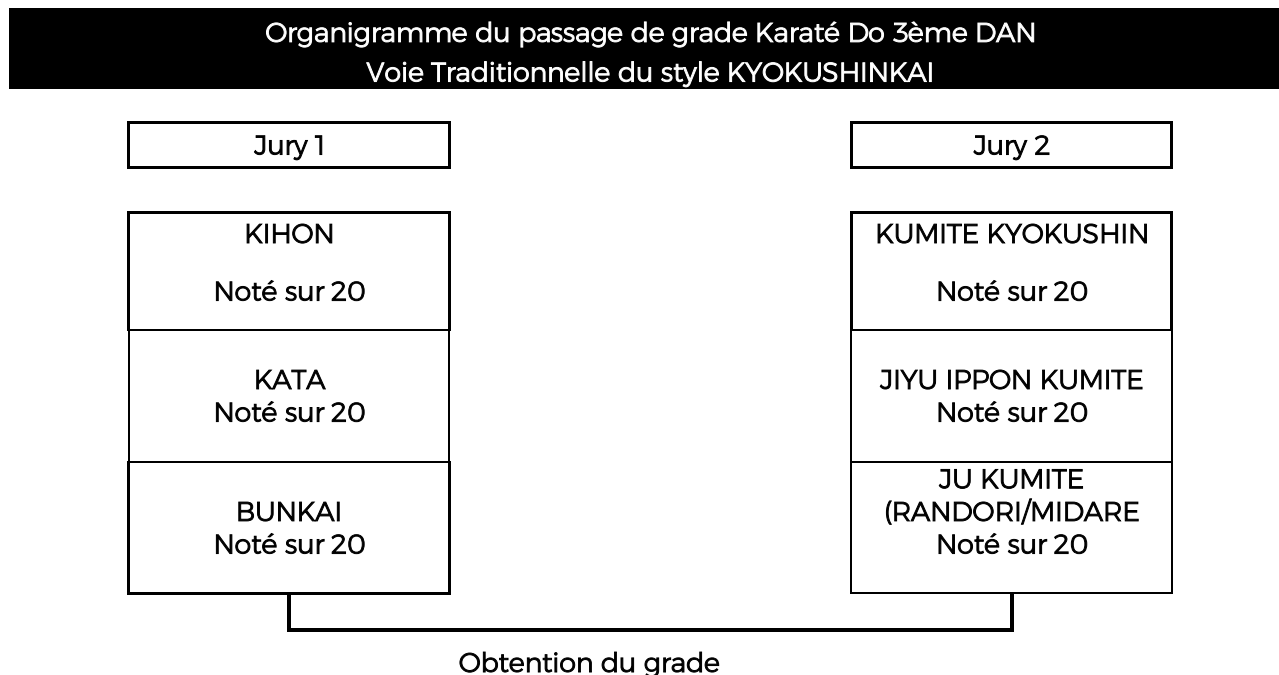 Organigramme du passage de grade Karaté Do 3ème DAN
Voie Traditionnelle du style KYOKUSHINKAI
Jury 1
Jury 2
KIHON
Noté sur 20
KATA
Noté sur 20
BUNKAI
Noté sur 20
KUMITE KYOKUSHIN
Noté sur 20
JIYU IPPON KUMITE
Noté sur 20
JU KUMITE
(RANDORI/MIDARE
Noté sur 20
Obtention du grade